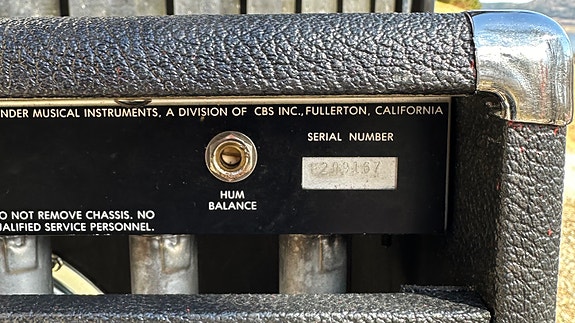 NDER MUSICAL INSTRUMENTS, A DIVISION OF CBS INC., FULLERTON, CALIFORNIA
SERIAL NUMBER
HUM
BALANCE
O NOT REMOVE CHASSIS. NO
UALIFIED SERVICE PERSONNEL.